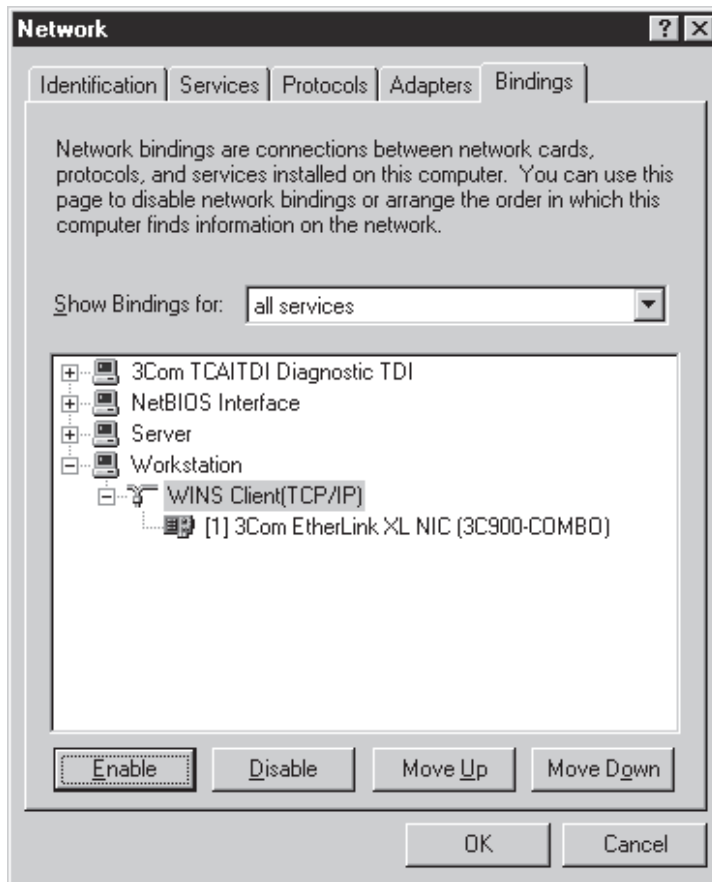 Network
Identification Services Protocols Adapters Bindings
Network bindings are connections between network cards,
protocols, and services installed on this computer. You can use this
page to disable network bindings or arrange the order in which this
computer finds information on the network.
Show Bindings for: all services
3Com TCAITDI Diagnostic TDI
NetBIOS Interface
Server
Workstation
WINS Client(TCP/IP)
[1] 3Com EtherLink XL NIC (3C900-COMBO)
Enable Disable Move Up Move Down
OK Cancel